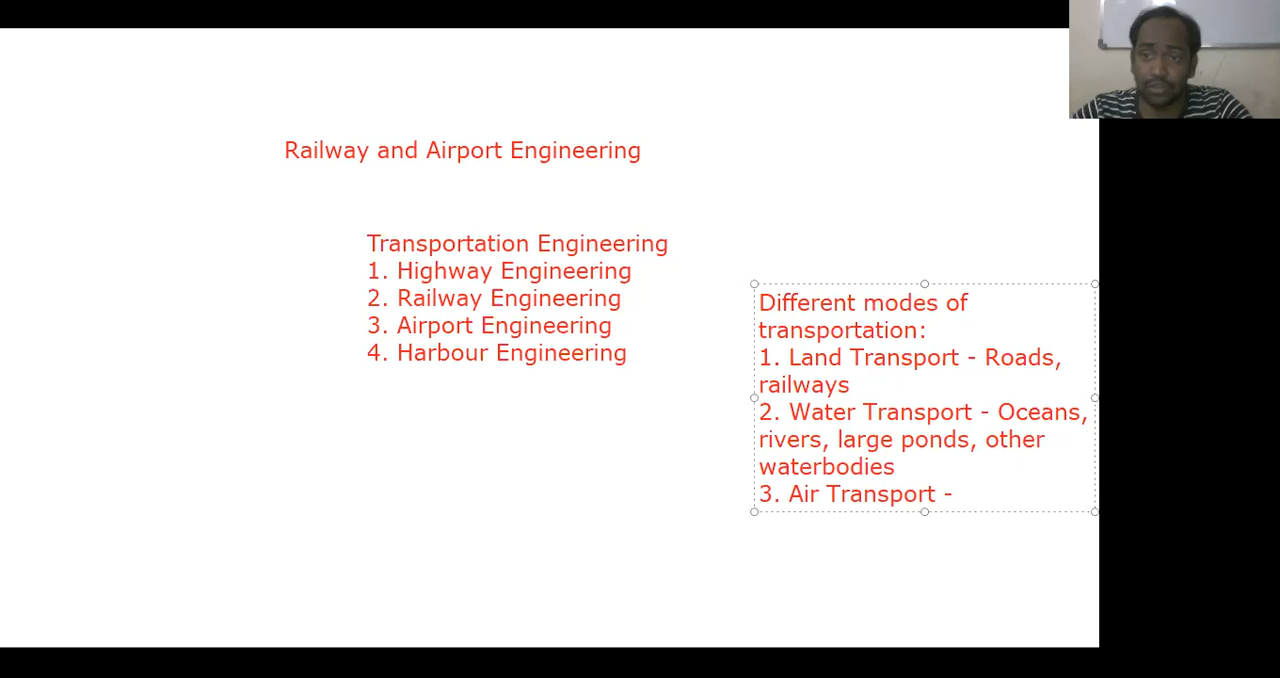 Railway and Airport Engineering
Transportation Engineering
1. Highway Engineering
2. Railway Engineering
3. Airport Engineering
4. Harbour Engineering
Different modes of
transportation:
1. Land Transport - Roads,
railways
2. Water Transport - Oceans,
rivers, large ponds, other
waterbodies
3. Air Transport -